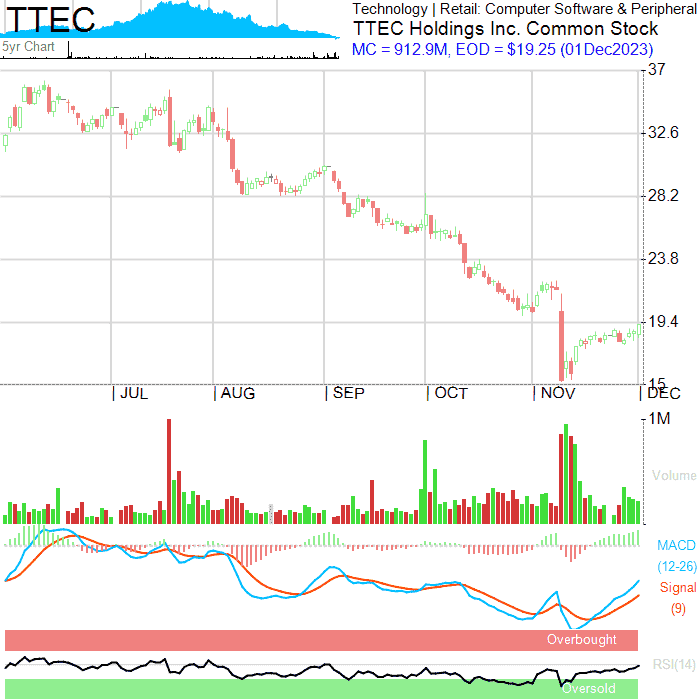 TTEC
5yr Chart
Technology | Retail: Computer Software & Peripheral
TTEC Holdings Inc. Common Stock
MC = 912.9M, EOD = $19.25 (01Dec2023)
37
32.6
28.2
23.8
19.4
15
JUL
AUG
SEP
OCT
NOV
DEC
1M
Volume
MACD
(12-26)
Signal
(9)
Overbought
RSI(14)
Oversold